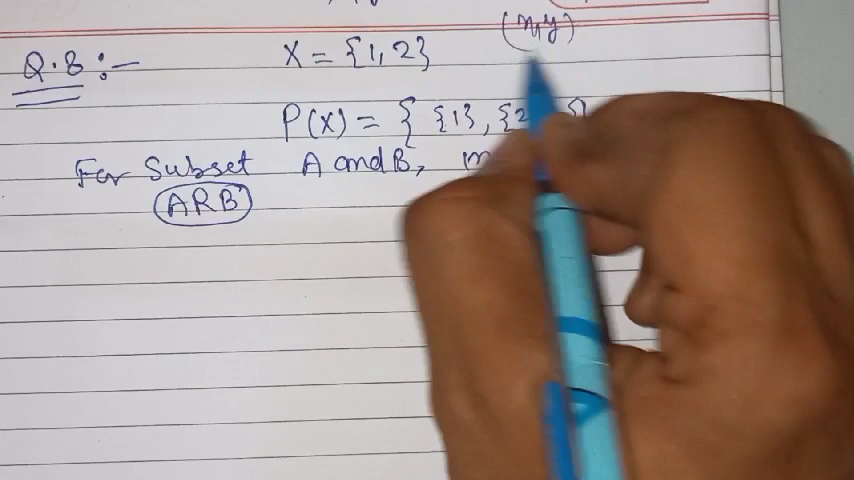 (x,y)
Q.8 :- X = {1,2}
P(X) = { {1}, {2
For Subset A and B,
ARB